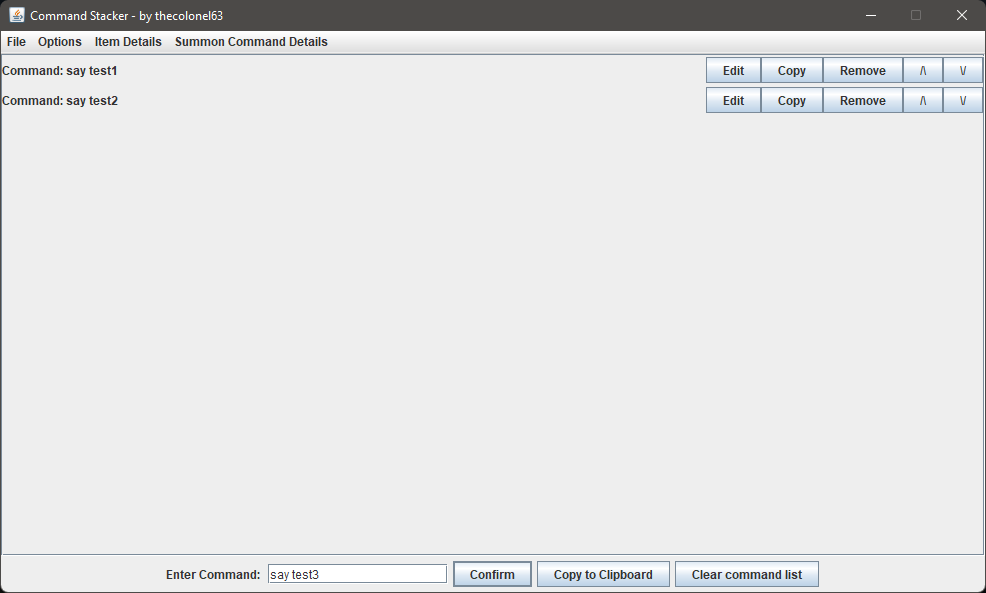 Command Stacker - by thecolonel63
File Options Item Details Summon Command Details
Command: say test1 Edit Copy Remove /\ \/
Command: say test2 Edit Copy Remove /\ \/
Enter Command: say test3 Confirm Copy to Clipboard Clear command list